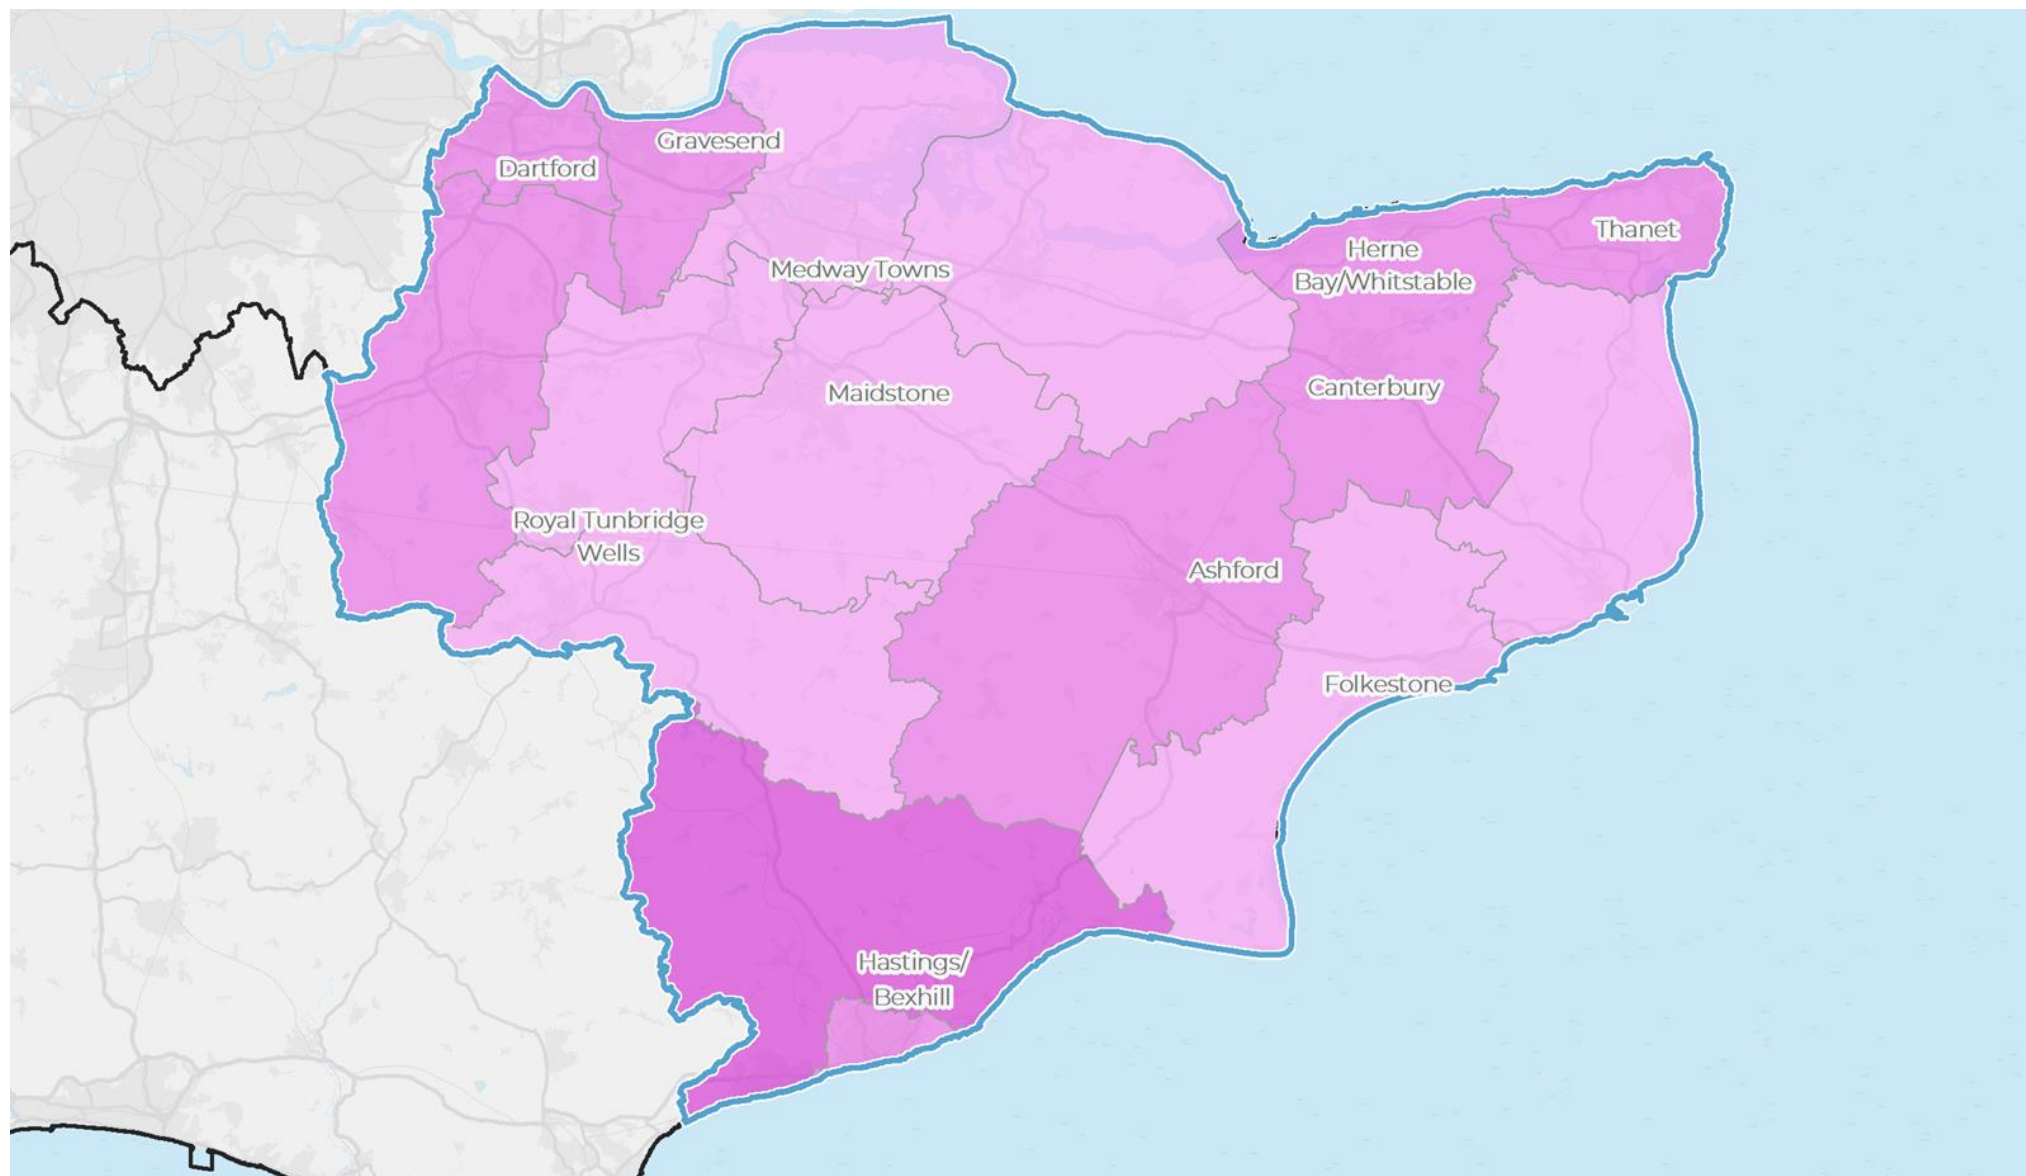 Gravesend
Dartford
Thanet
Herne
Bay/Whitstable
Medway Towns
Canterbury
Maidstone
Royal Tunbridge
Wells
Ashford
Folkestone
Hastings/
Bexhill